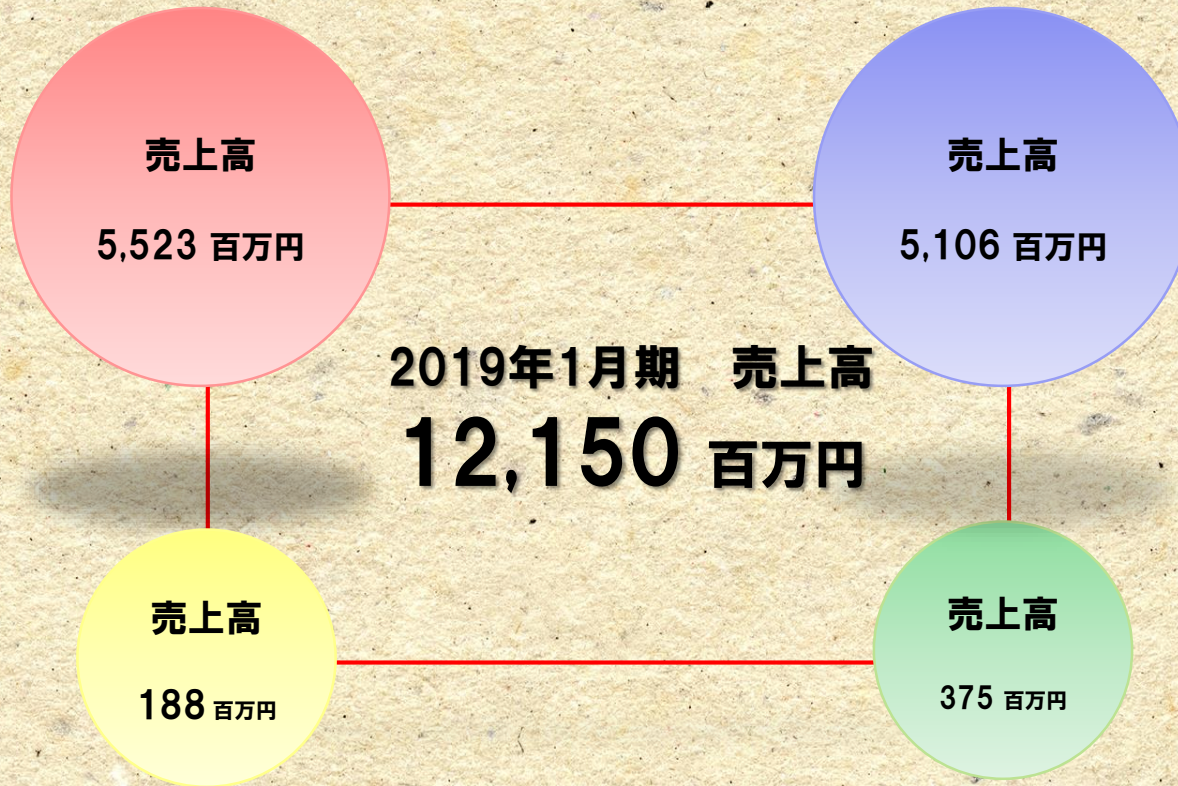 売上高
5,523 百万円
売上高
5,106 百万円
2019年1月期 売上高
12,150 百万円
売上高
188 百万円
売上高
375 百万円